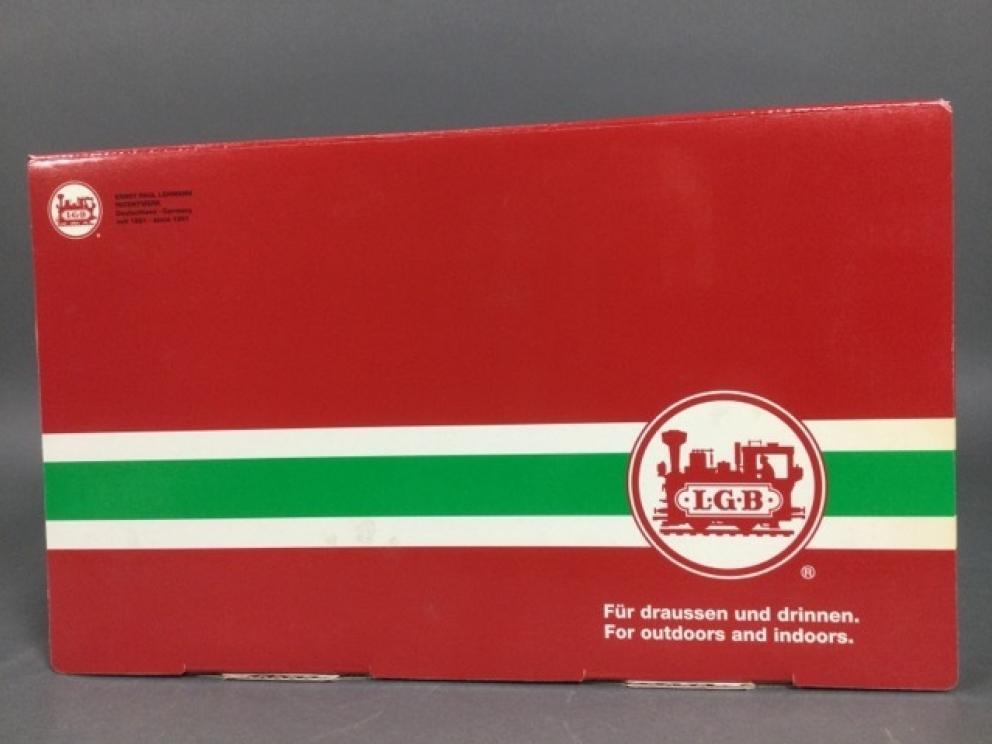 LGB
ERNST PAUL LEHMANN
PATENTWERK
Deutschland - Germany
seit 1881 - since 1881
L·G·B
®
Für draussen und drinnen.
For outdoors and indoors.